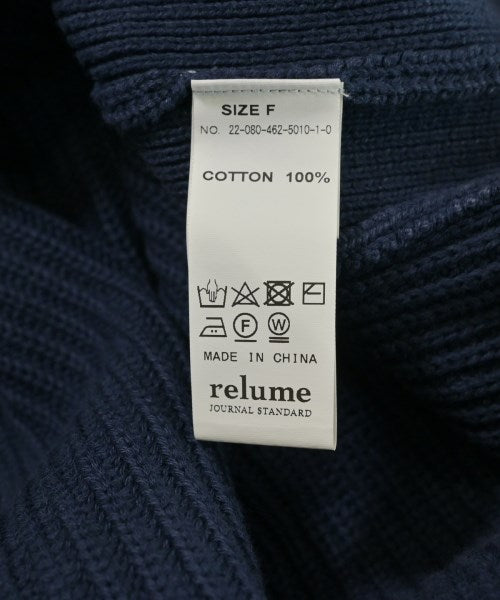 SIZE F
NO. 22-080-462-5010-1-0
COTTON 100%
F W
MADE IN CHINA
relume
JOURNAL STANDARD